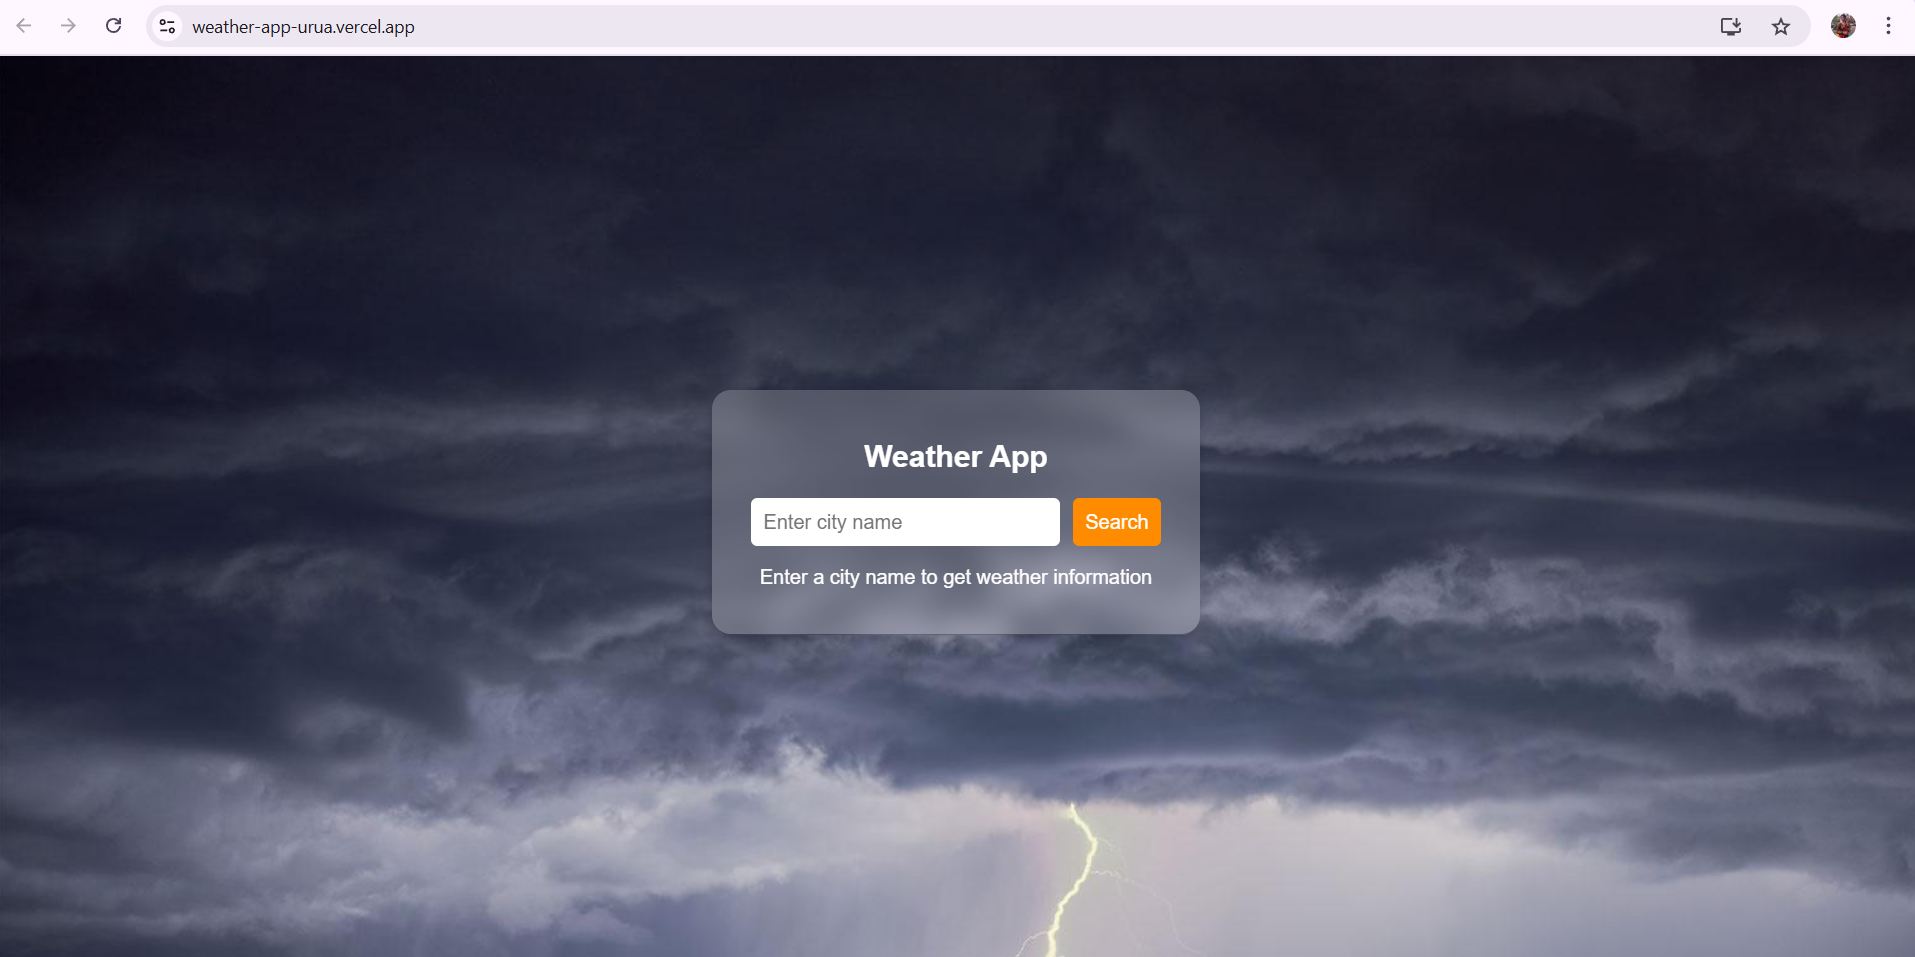 weather-app-urua.vercel.app
Weather App
Enter city name
Search
Enter a city name to get weather information